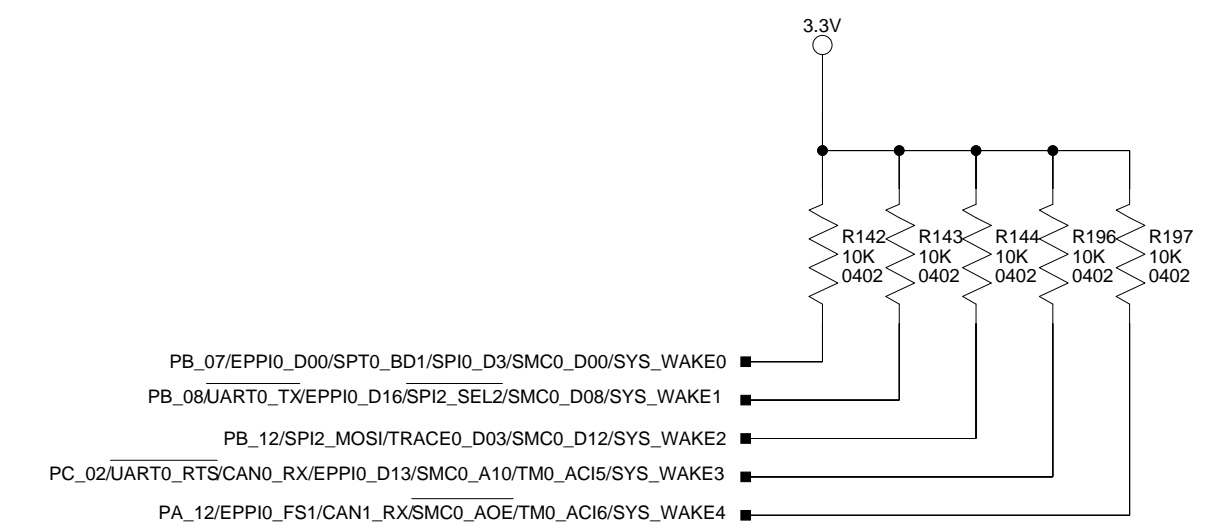 3.3V
R142 R143 R144 R196 R197
10K 10K 10K 10K 10K
0402 0402 0402 0402 0402
PB_07/EPPI0_D00/SPT0_BD1/SPI0_D3/SMC0_D00/SYS_WAKE0
PB_08/UART0_TX/EPPI0_D16/SPI2_SEL2/SMC0_D08/SYS_WAKE1
PB_12/SPI2_MOSI/TRACE0_D03/SMC0_D12/SYS_WAKE2
PC_02/UART0_RTS/CAN0_RX/EPPI0_D13/SMC0_A10/TM0_ACI5/SYS_WAKE3
PA_12/EPPI0_FS1/CAN1_RX/SMC0_AOE/TM0_ACI6/SYS_WAKE4